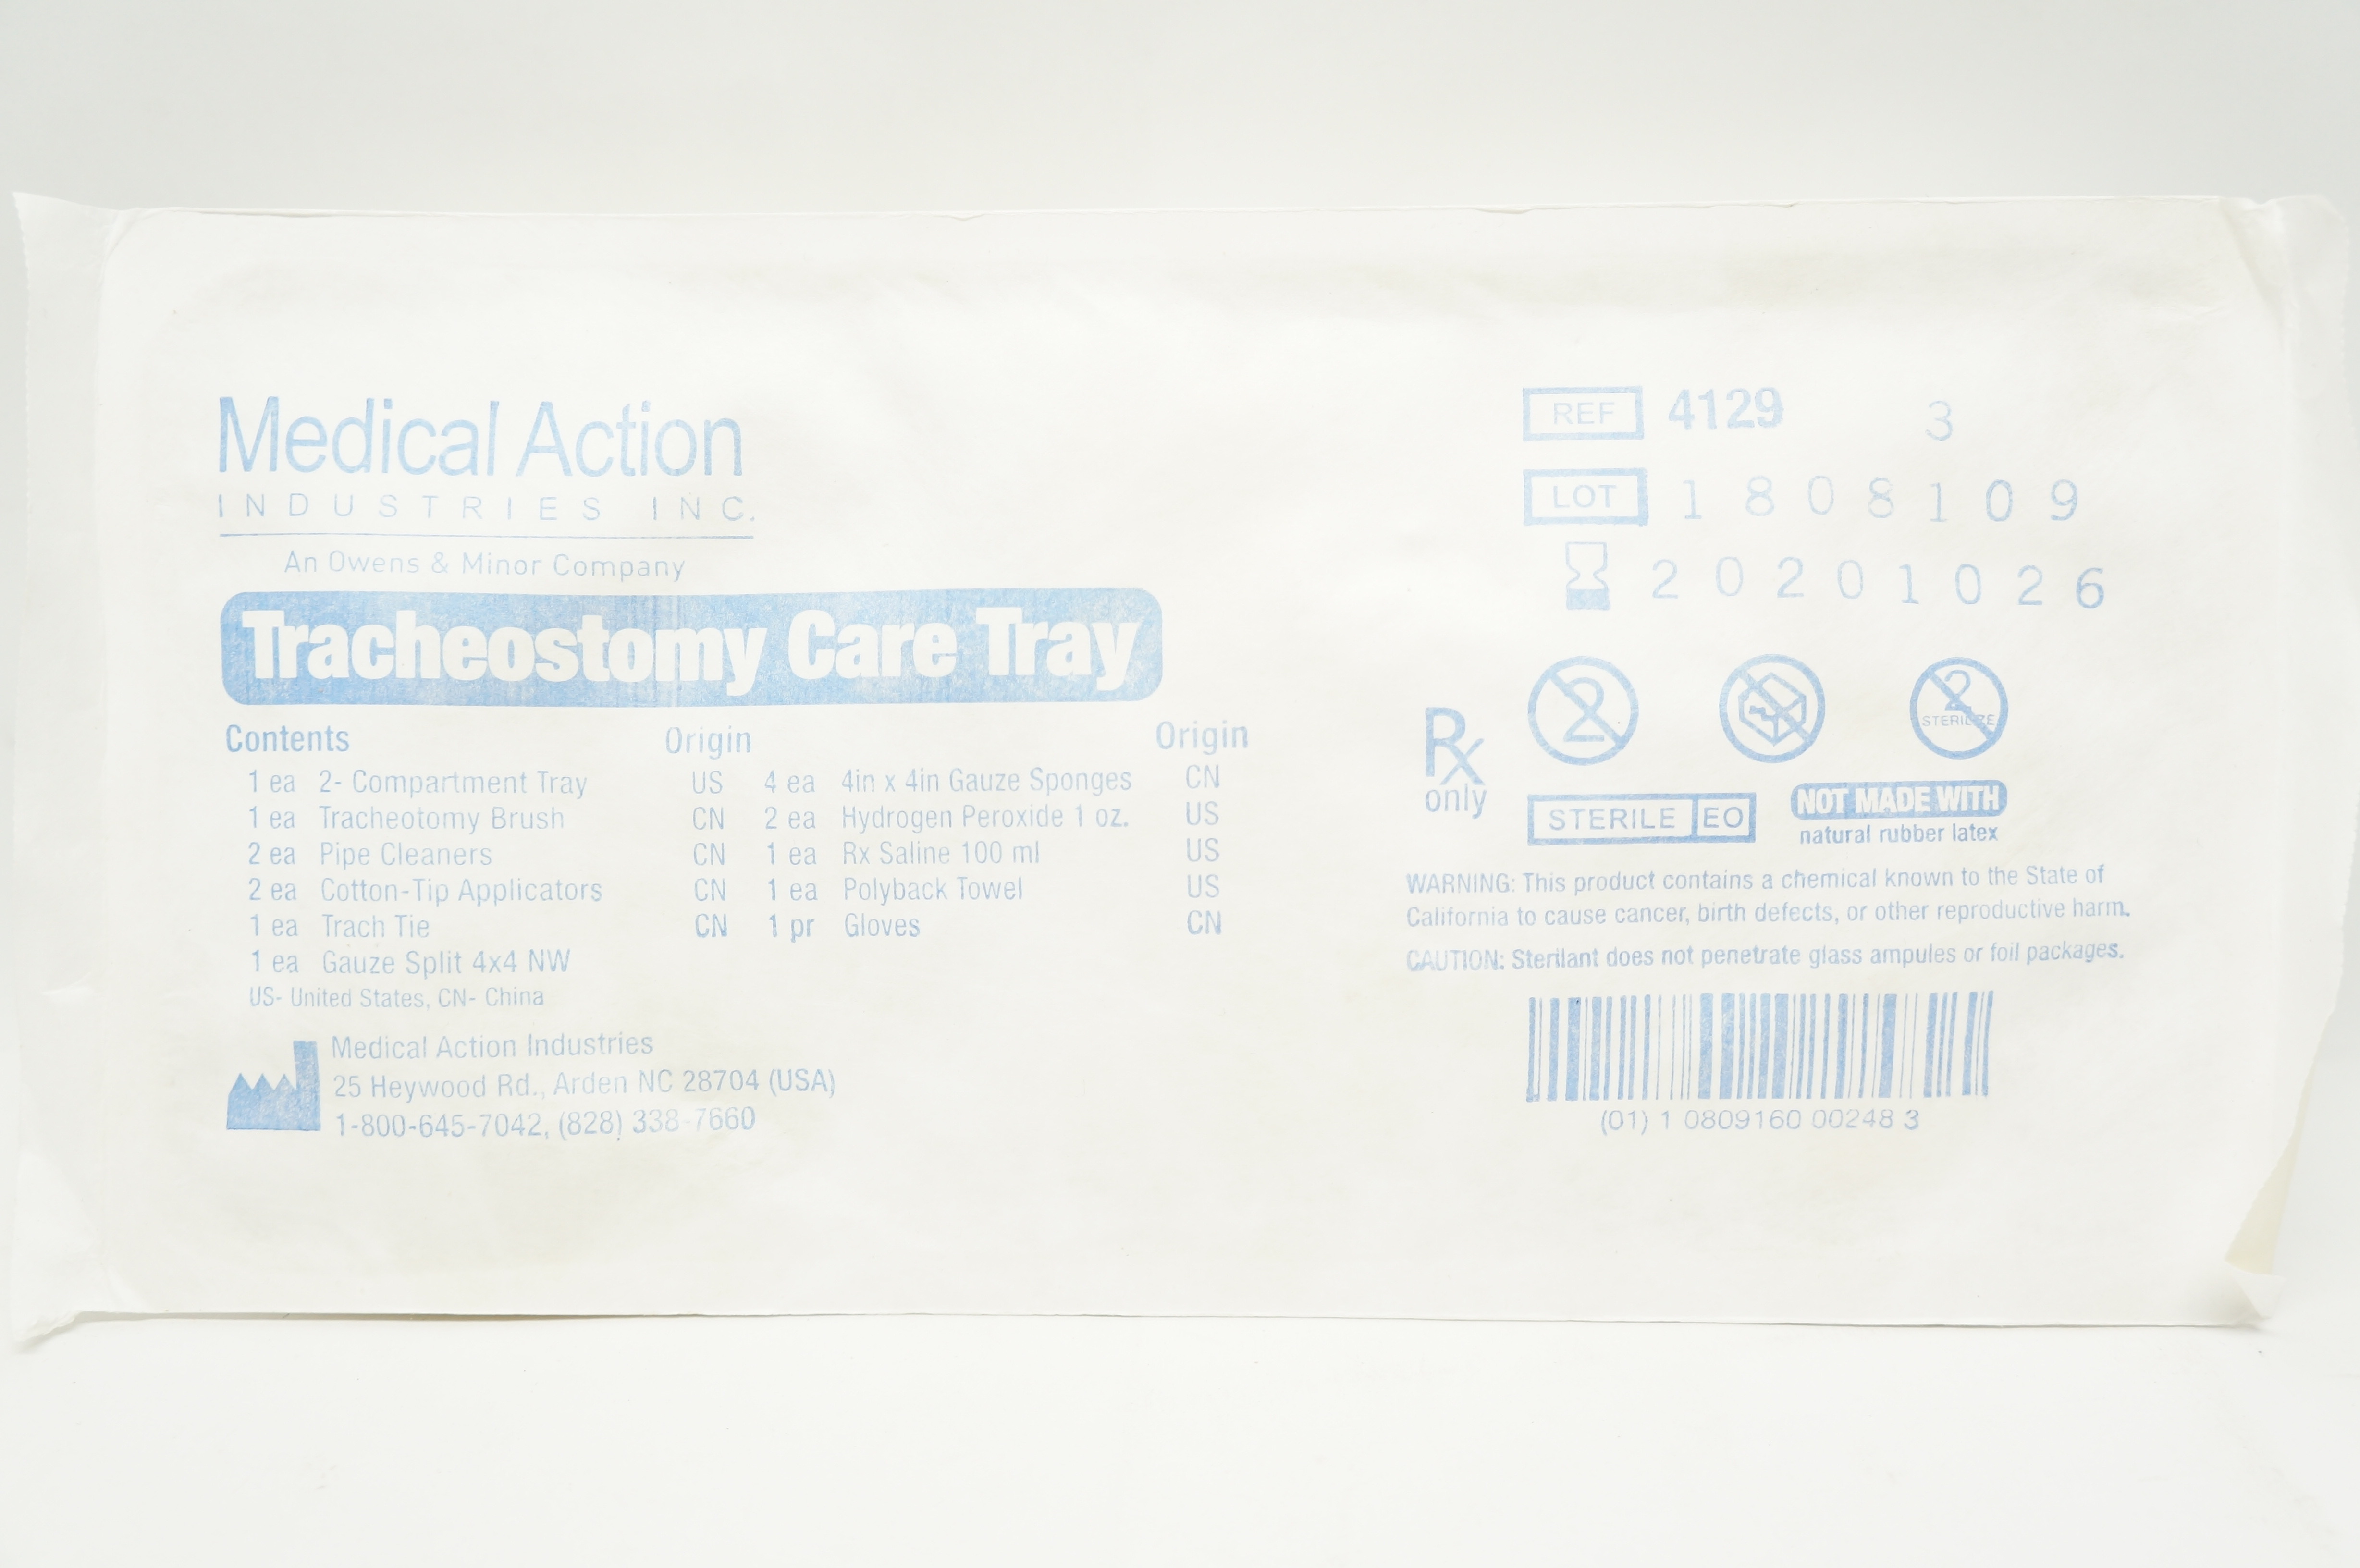 Medical Action
INDUSTRIES INC.
An Owens & Minor Company
Tracheostomy Care Tray
Contents Origin Origin
1 ea 2- Compartment Tray US 4 ea 4in x 4in Gauze Sponges CN
1 ea Tracheotomy Brush CN 2 ea Hydrogen Peroxide 1 oz. US
2 ea Pipe Cleaners CN 1 ea Rx Saline 100 ml US
2 ea Cotton-Tip Applicators CN 1 ea Polyback Towel US
1 ea Trach Tie CN 1 pr Gloves CN
1 ea Gauze Split 4x4 NW
US- United States, CN- China
Medical Action Industries
25 Heywood Rd., Arden NC 28704 (USA)
1-800-645-7042, (828) 338-7660
REF 4129 3
LOT 1808109
20201026
2 2
STERILIZE
Rx
only
STERILE EO
NOT MADE WITH
natural rubber latex
WARNING: This product contains a chemical known to the State of
California to cause cancer, birth defects, or other reproductive harm.
CAUTION: Sterilant does not penetrate glass ampules or foil packages.
(01) 1 0809160 00248 3